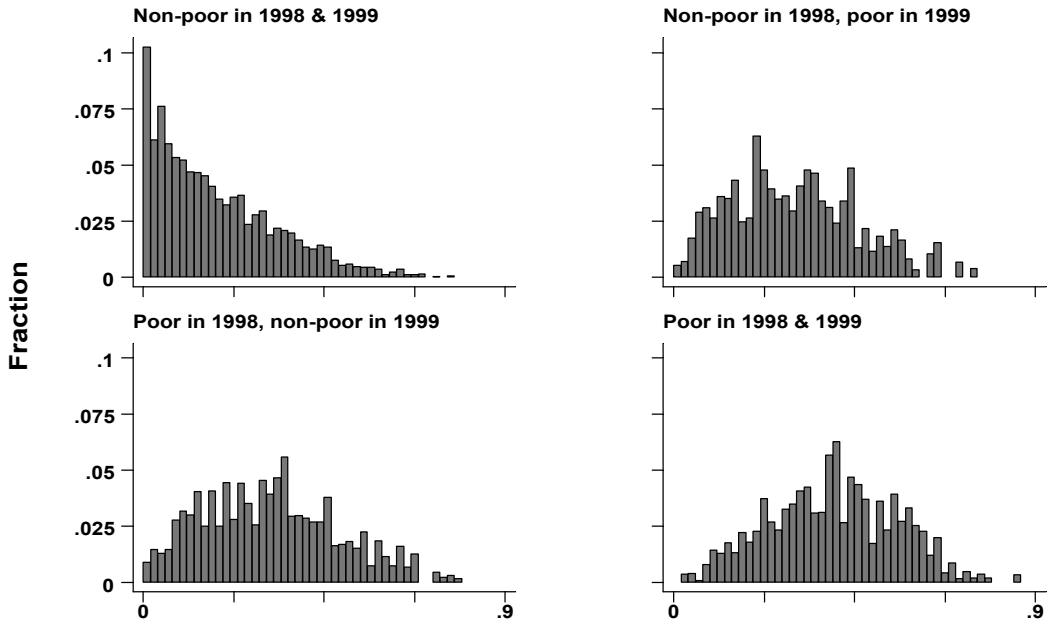 Non-poor in 1998 & 1999
Non-poor in 1998, poor in 1999
.1
.075
.05
.025
0
Fraction
Poor in 1998, non-poor in 1999
Poor in 1998 & 1999
.1
.075
.05
.025
0
0
.9
0
.9